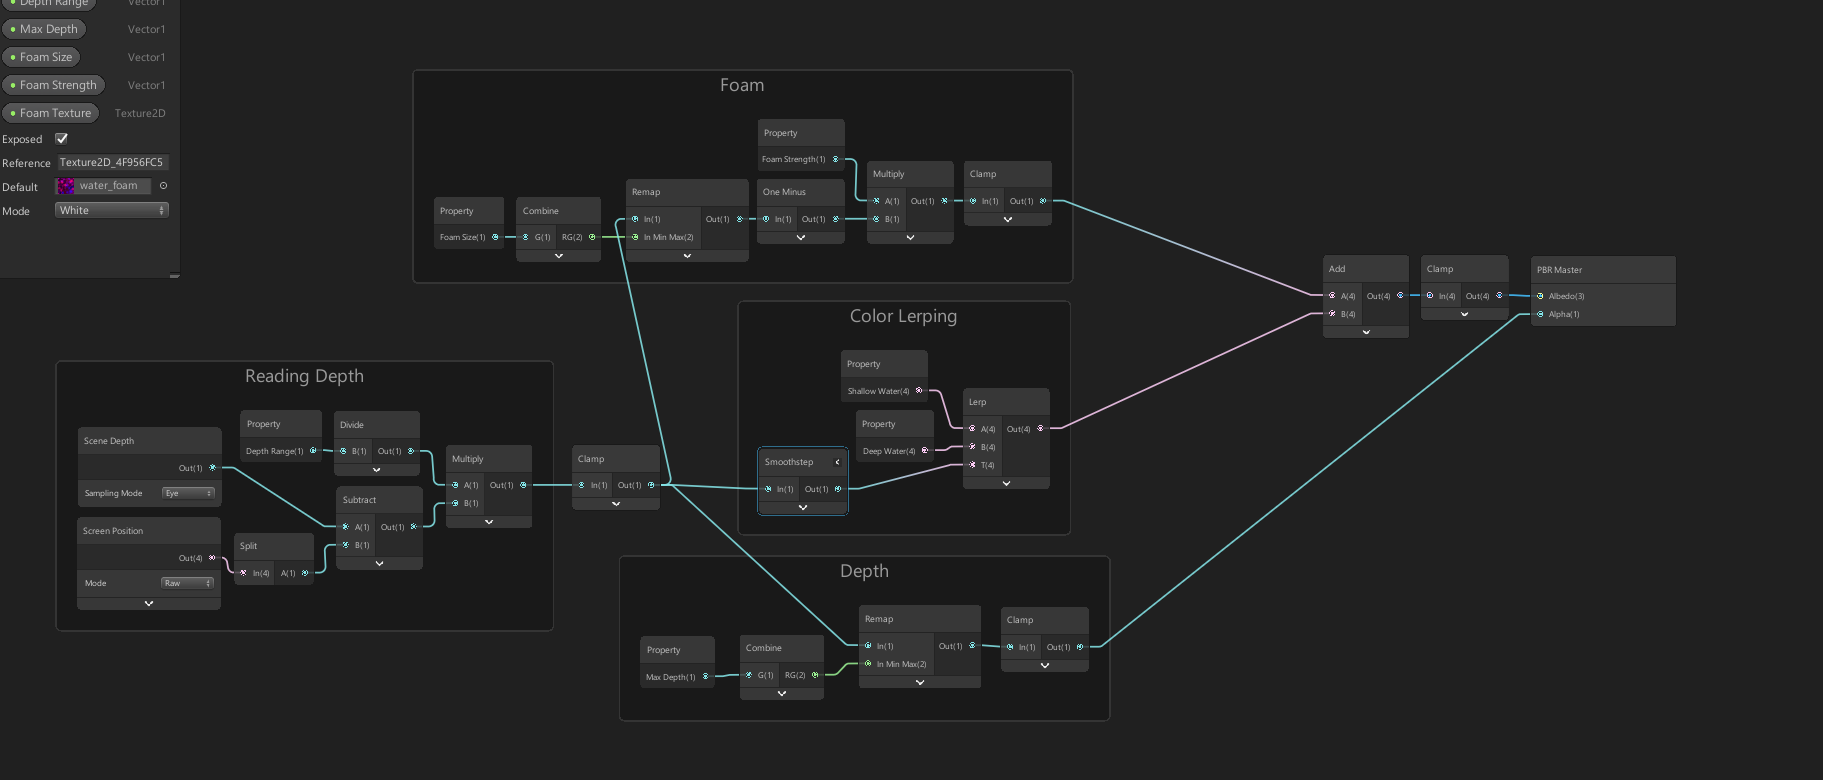 Depth Range Vector1
Max Depth Vector1
Foam Size Vector1
Foam Strength Vector1
Foam Texture Texture2D
Exposed
Reference Texture2D_4F956FC5
Default water_foam
Mode White
Foam
Property
Foam Size(1)
Combine
G(1) RG(2)
Remap
In(1) Out(1)
In Min Max(2)
Property
Foam Strength(1)
One Minus
In(1) Out(1)
Multiply
A(1) Out(1)
B(1)
Clamp
In(1) Out(1)
Reading Depth
Scene Depth
Out(1)
Sampling Mode Eye
Screen Position
Out(4)
Mode Raw
Property
Depth Range(1)
Split
In(4) A(1)
Divide
B(1) Out(1)
Subtract
A(1) Out(1)
B(1)
Multiply
A(1) Out(1)
B(1)
Clamp
In(1) Out(1)
Color Lerping
Property
Shallow Water(4)
Property
Deep Water(4)
Smoothstep
In(1) Out(1)
Lerp
A(4) Out(4)
B(4)
T(4)
Depth
Property
Max Depth(1)
Combine
G(1) RG(2)
Remap
In(1) Out(1)
In Min Max(2)
Clamp
In(1) Out(1)
Add
A(4) Out(4)
B(4)
Clamp
In(4) Out(4)
PBR Master
Albedo(3)
Alpha(1)